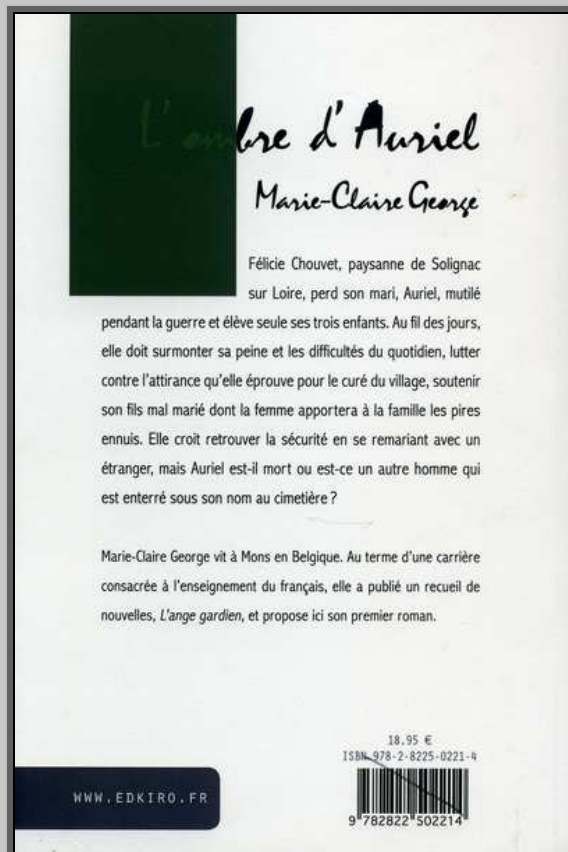 L'ombre d'Auriel
Marie-Claire George
Félicie Chouvet, paysanne de Solignac
sur Loire, perd son mari, Auriel, mutilé
pendant la guerre et élève seule ses trois enfants. Au fil des jours,
elle doit surmonter sa peine et les difficultés du quotidien, lutter
contre l'attirance qu'elle éprouve pour le curé du village, soutenir
son fils mal marié dont la femme apportera à la famille les pires
ennuis. Elle croit retrouver la sécurité en se remariant avec un
étranger, mais Auriel est-il mort ou est-ce un autre homme qui
est enterré sous son nom au cimetière ?
Marie-Claire George vit à Mons en Belgique. Au terme d'une carrière
consacrée à l'enseignement du français, elle a publié un recueil de
nouvelles, L'ange gardien, et propose ici son premier roman.
18.95 €
ISBN 978-2-8225-0221-4
WWW.EDKIRO.FR
9 782822 502214